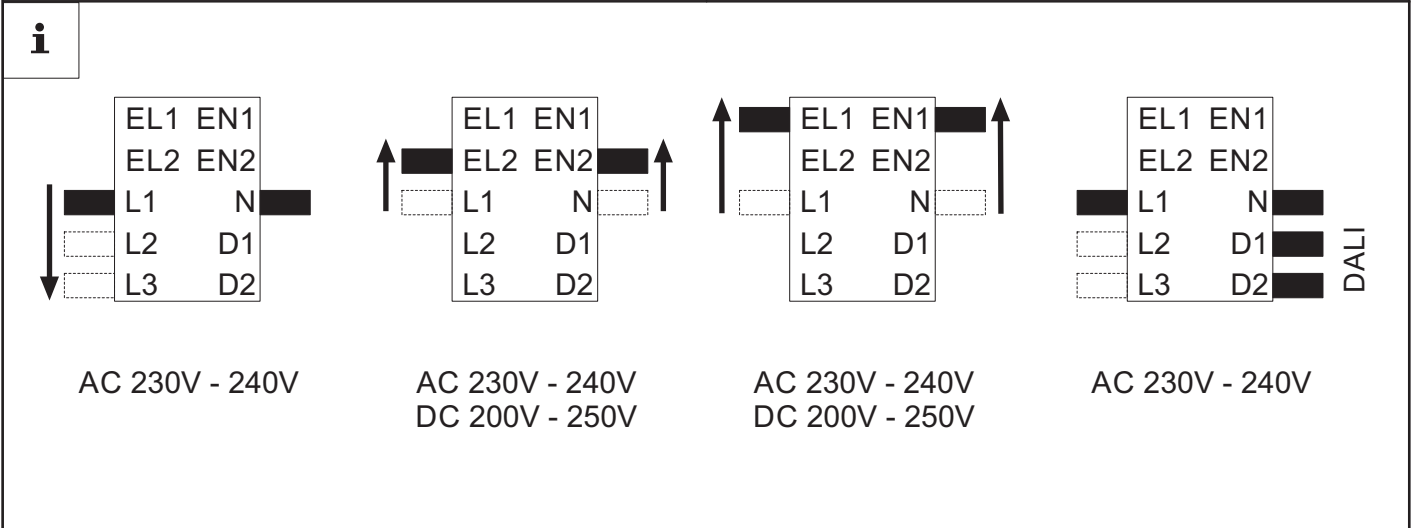 i
EL1 EN1
EL2 EN2
L1 N
L2 D1
L3 D2
AC 230V - 240V
EL1 EN1
EL2 EN2
L1 N
L2 D1
L3 D2
AC 230V - 240V
DC 200V - 250V
EL1 EN1
EL2 EN2
L1 N
L2 D1
L3 D2
AC 230V - 240V
DC 200V - 250V
EL1 EN1
EL2 EN2
L1 N
L2 D1
L3 D2
DALI
AC 230V - 240V